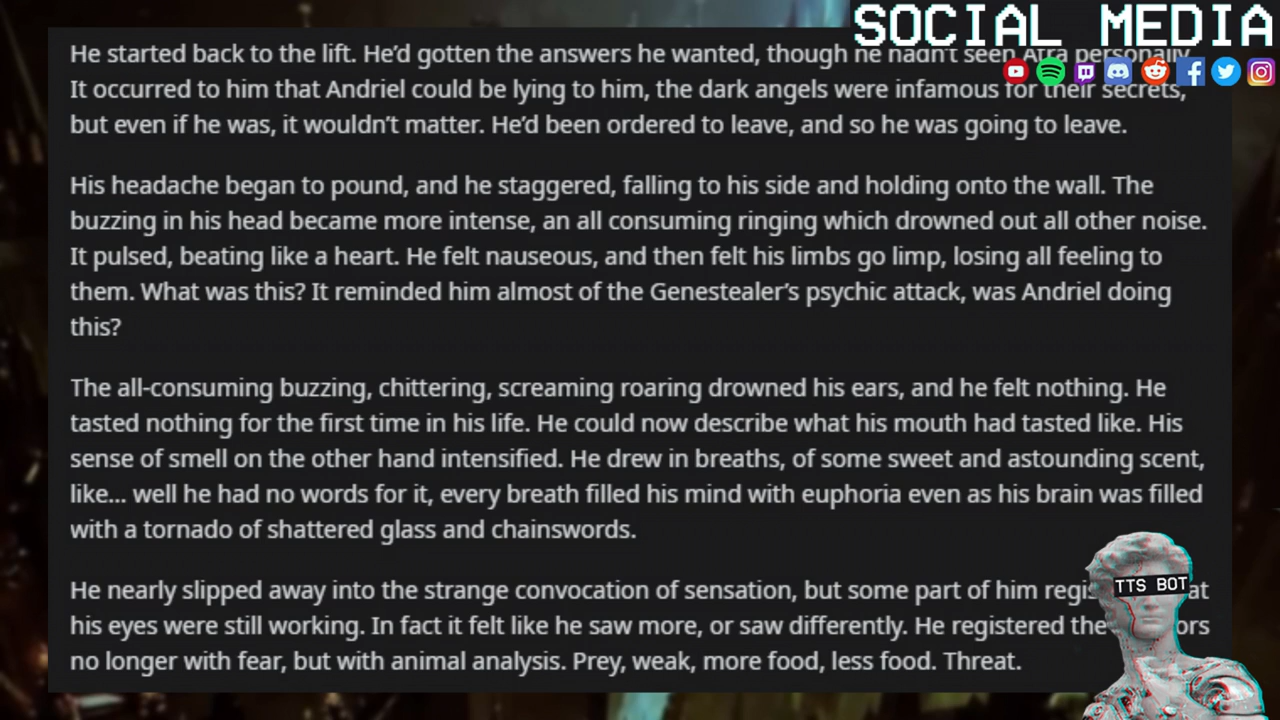 SOCIAL MEDIA
He started back to the lift. He'd gotten the answers he wanted, though he hadn't seen Afra personally.
It occurred to him that Andriel could be lying to him, the dark angels were infamous for their secrets,
but even if he was, it wouldn't matter. He'd been ordered to leave, and so he was going to leave.
His headache began to pound, and he staggered, falling to his side and holding onto the wall. The
buzzing in his head became more intense, an all consuming ringing which drowned out all other noise.
It pulsed, beating like a heart. He felt nauseous, and then felt his limbs go limp, losing all feeling to
them. What was this? It reminded him almost of the Genestealer's psychic attack, was Andriel doing
this?
The all-consuming buzzing, chittering, screaming roaring drowned his ears, and he felt nothing. He
tasted nothing for the first time in his life. He could now describe what his mouth had tasted like. His
sense of smell on the other hand intensified. He drew in breaths, of some sweet and astounding scent,
like... well he had no words for it, every breath filled his mind with euphoria even as his brain was filled
with a tornado of shattered glass and chainswords.
He nearly slipped away into the strange convocation of sensation, but some part of him regis at
his eyes were still working. In fact it felt like he saw more, or saw differently. He registered the ors
no longer with fear, but with animal analysis. Prey, weak, more food, less food. Threat.
TTS BOT